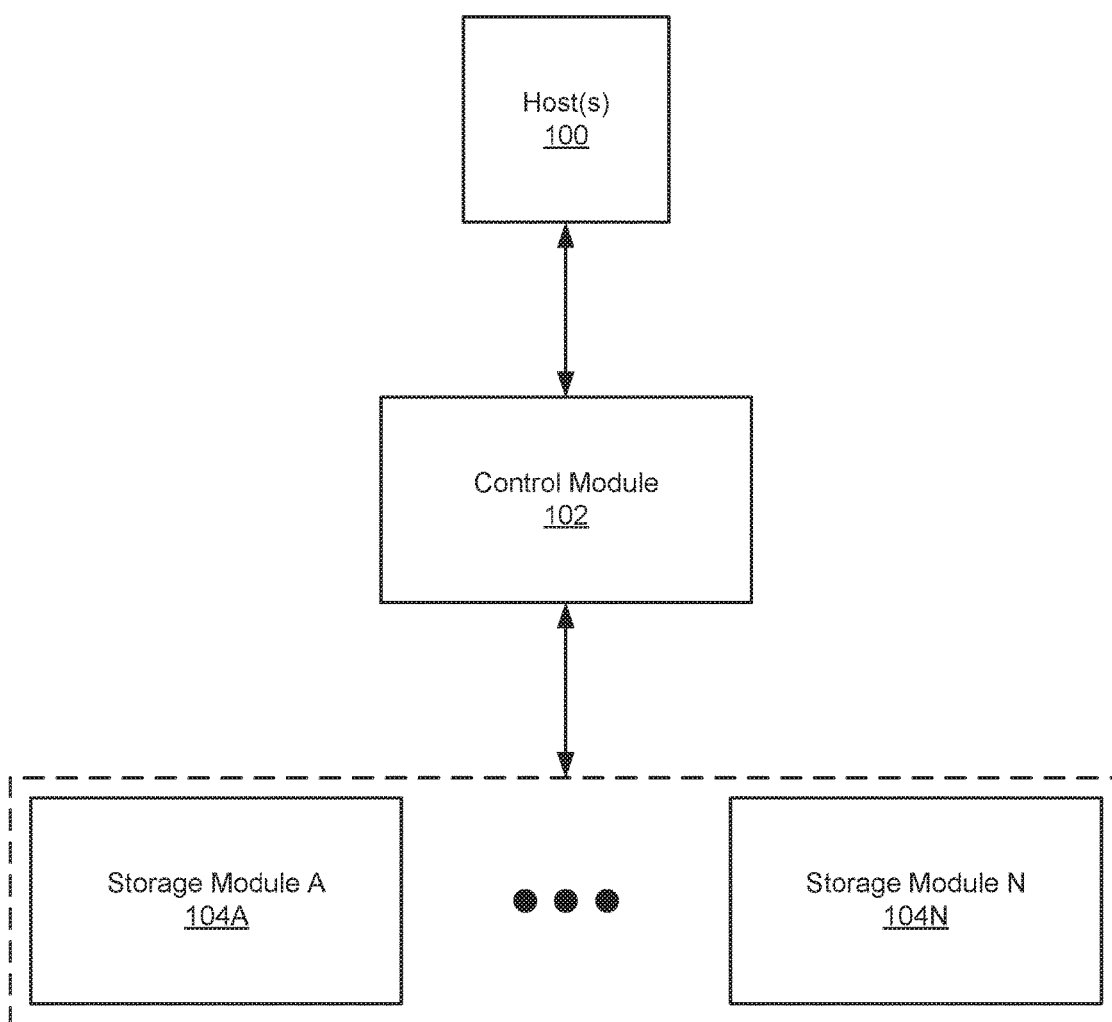 Host(s)
100
Control Module
102
Storage Module A
104A
Storage Module N
104N